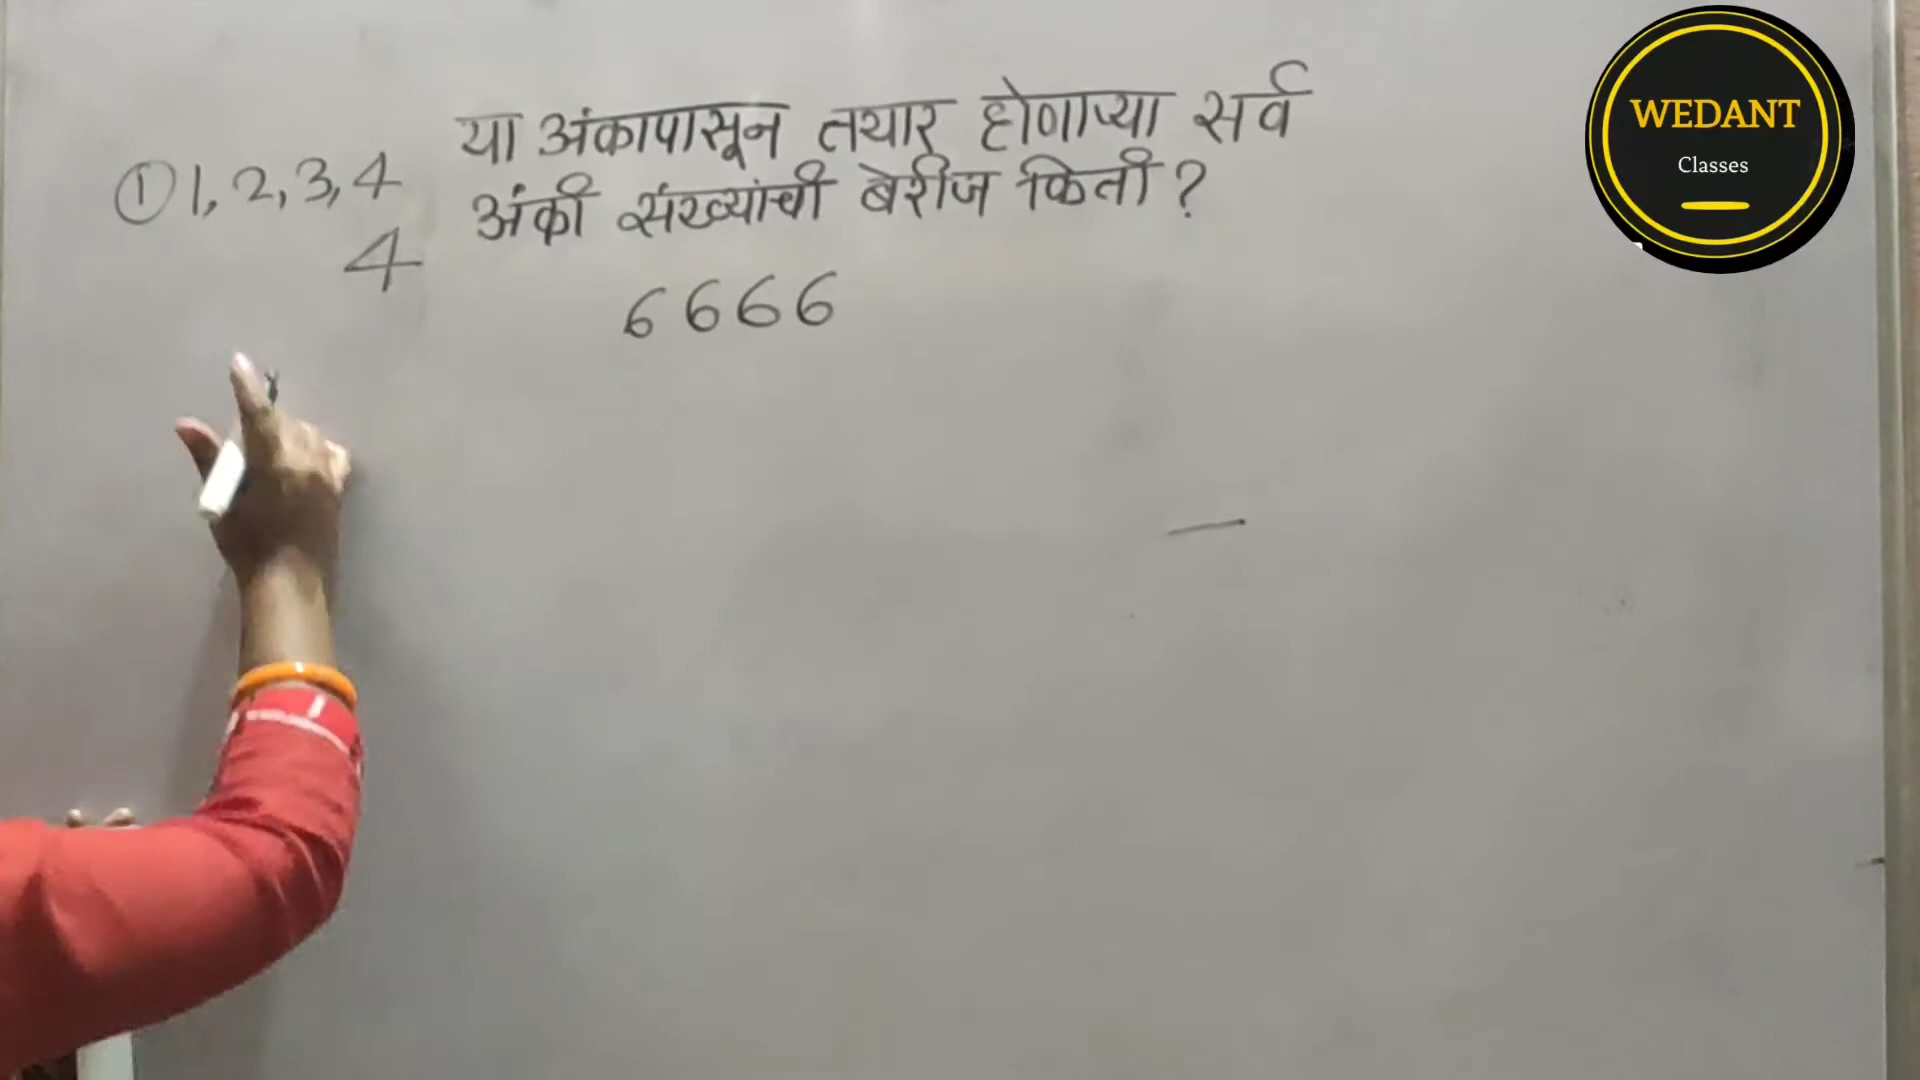 ① 1, 2, 3, 4 या अंकापासून तयार होणाऱ्या सर्व
4 अंकी संख्यांची बेरीज किती ?
6666
WEDANT
Classes